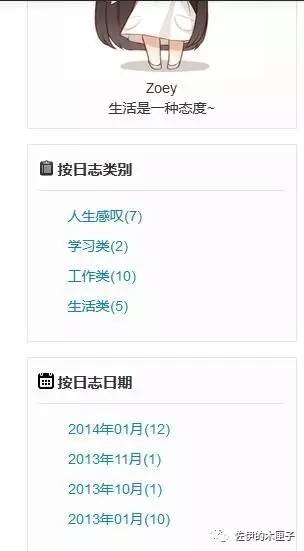 Zoey
生活是一种态度~
按日志类别
人生感叹(7)
学习类(2)
工作类(10)
生活类(5)
按日志日期
2014年01月(12)
2013年11月(1)
2013年10月(1)
2013年01月(10)
佐伊的木匣子